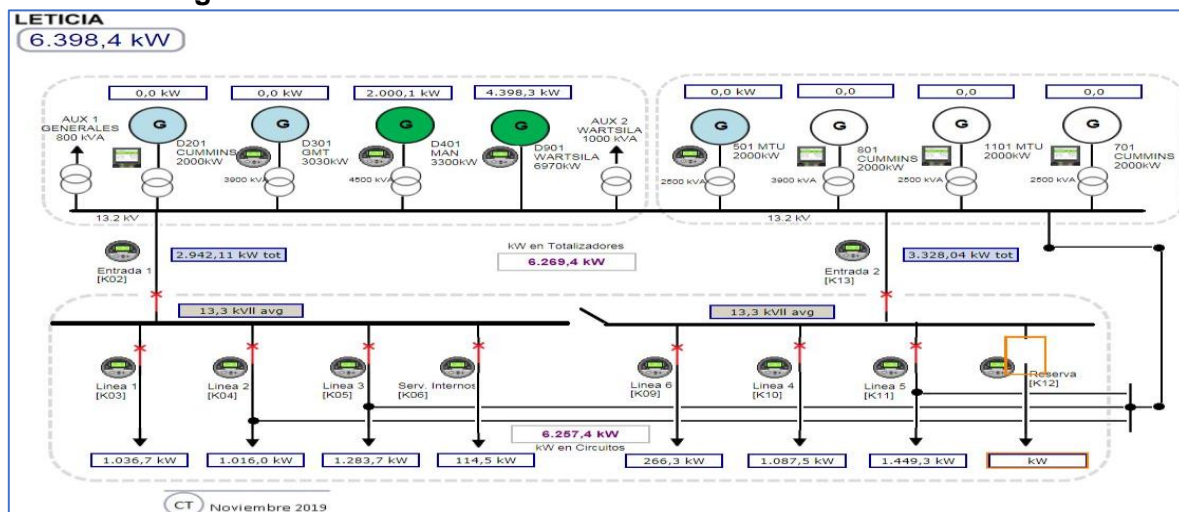 LETICIA
6.398,4 kW
0,0 kW
0,0 kW
2.000,1 kW
4.398,3 kW
0,0 kW
0,0
0,0
0,0
AUX 1
GENERALES
800 kVA
G
D201
CUMMINS
2000kW
G
D301
GMT
3030kW
3900 kVA
G
D401
MAN
3300kW
4500 kVA
G
D901
WARTSILA
6970kW
AUX 2
WARTSILA
1000 kVA
G
501 MTU
2000kW
2500 kVA
G
801
CUMMINS
2000kW
3900 kVA
G
1101 MTU
2000kW
2500 kVA
G
701
CUMMINS
2000kW
2500 kVA
13.2 kV
13.2 kV
Entrada 1
[K02]
2.942,11 kW tot
kW en Totalizadores
6.269,4 kW
Entrada 2
[K13]
3.328,04 kW tot
13,3 kVll avg
13,3 kVll avg
Linea 1
[K03]
Linea 2
[K04]
Linea 3
[K05]
Serv. Internos
[K06]
Linea 6
[K09]
Linea 4
[K10]
Linea 5
[K11]
Reserva
[K12]
6.257,4 kW
kW en Circuitos
1.036,7 kW
1.016,0 kW
1.283,7 kW
114,5 kW
266,3 kW
1.087,5 kW
1.449,3 kW
kW
CT
Noviembre 2019